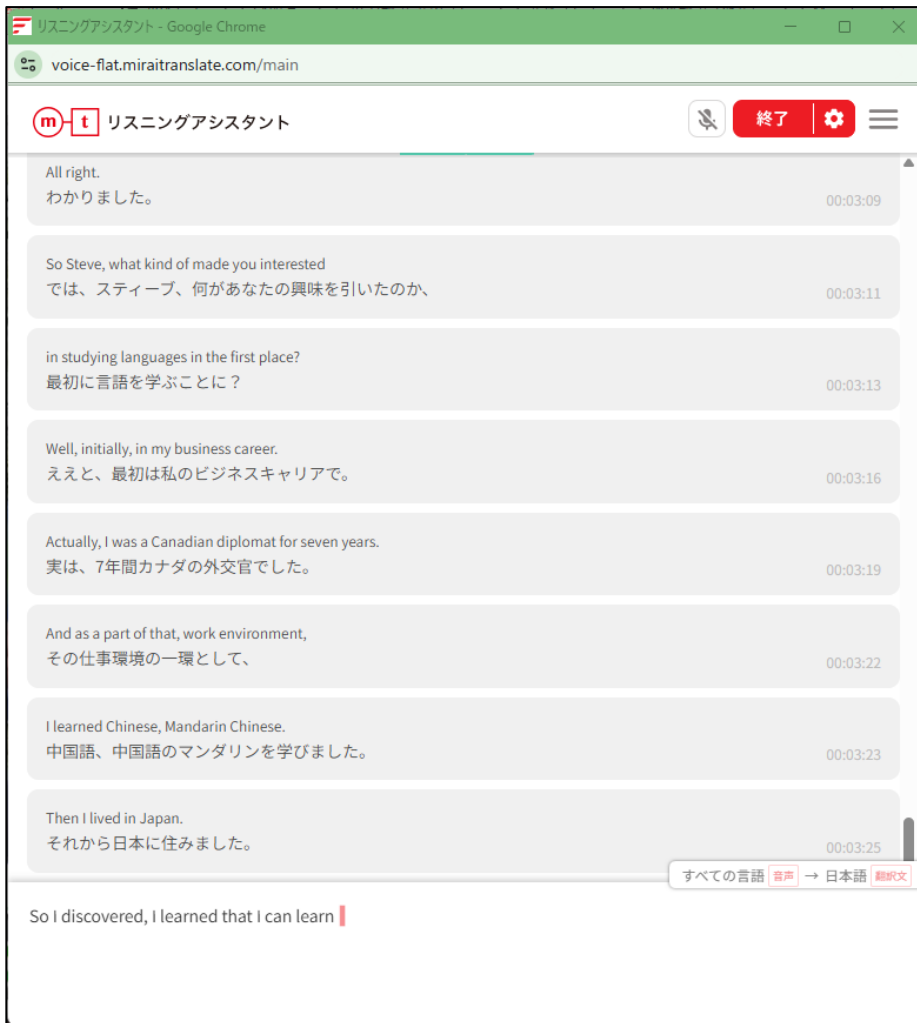 リスニングアシスタント - Google Chrome
voice-flat.miraitranslate.com/main
m t リスニングアシスタント
終了
All right.
わかりました。
00:03:09
So Steve, what kind of made you interested
では、スティーブ、何があなたの興味を引いたのか、
00:03:11
in studying languages in the first place?
最初に言語を学ぶことに？
00:03:13
Well, initially, in my business career.
ええと、最初は私のビジネスキャリアで。
00:03:16
Actually, I was a Canadian diplomat for seven years.
実は、7年間カナダの外交官でした。
00:03:19
And as a part of that, work environment,
その仕事環境の一環として、
00:03:22
I learned Chinese, Mandarin Chinese.
中国語、中国語のマンダリンを学びました。
00:03:23
Then I lived in Japan.
それから日本に住みました。
00:03:25
すべての言語 音声 → 日本語 翻訳文
So I discovered, I learned that I can learn